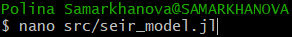 Polina Samarkhanova@SAMARKHANOVA
$ nano src/seir_model.jl